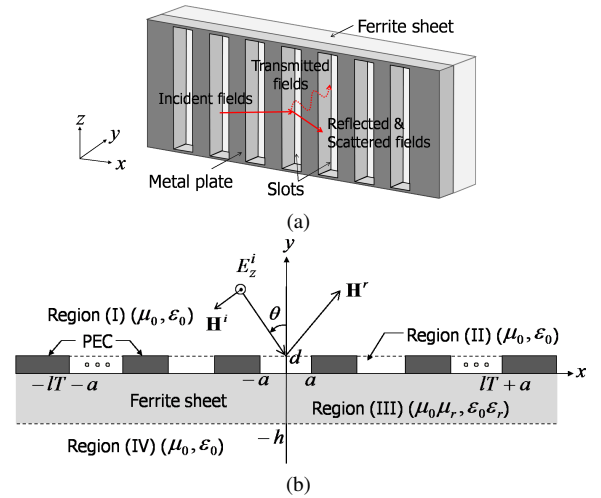 Ferrite sheet
Transmitted
fields
Incident fields
Reflected &
Scattered fields
z
y
x
Metal plate
Slots
(a)
y
E_z^i
H^r
θ
Region (I) (μ₀, ε₀)
H^i
PEC
Region (II) (μ₀, ε₀)
d
−lT − a
−a
a
lT + a
x
Ferrite sheet
Region (III) (μ₀μᵣ, ε₀εᵣ)
−h
Region (IV) (μ₀, ε₀)
(b)